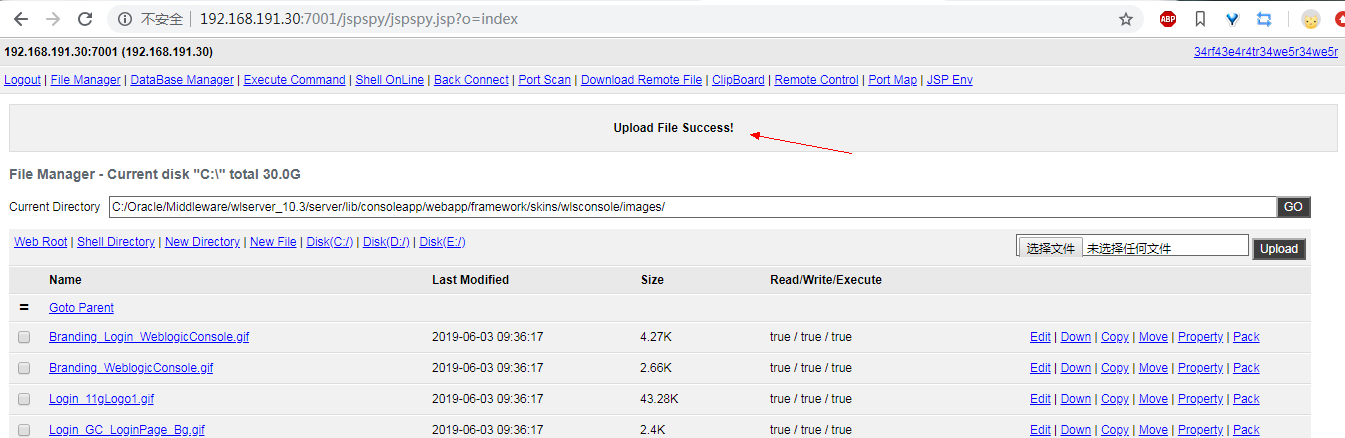 不安全 | 192.168.191.30:7001/jspspy/jspspy.jsp?o=index
ABP
192.168.191.30:7001 (192.168.191.30) 34rf43e4r4tr34we5r34we5r
Logout | File Manager | DataBase Manager | Execute Command | Shell OnLine | Back Connect | Port Scan | Download Remote File | ClipBoard | Remote Control | Port Map | JSP Env
Upload File Success!
File Manager - Current disk "C:\" total 30.0G
Current Directory C:/Oracle/Middleware/wlserver_10.3/server/lib/consoleapp/webapp/framework/skins/wlsconsole/images/ GO
Web Root | Shell Directory | New Directory | New File | Disk(C:/) | Disk(D:/) | Disk(E:/) 选择文件 未选择任何文件 Upload
Name Last Modified Size Read/Write/Execute
= Goto Parent
Branding_Login_WeblogicConsole.gif 2019-06-03 09:36:17 4.27K true / true / true Edit | Down | Copy | Move | Property | Pack
Branding_WeblogicConsole.gif 2019-06-03 09:36:17 2.66K true / true / true Edit | Down | Copy | Move | Property | Pack
Login_11gLogo1.gif 2019-06-03 09:36:17 43.28K true / true / true Edit | Down | Copy | Move | Property | Pack
Login_GC_LoginPage_Bg.gif 2019-06-03 09:36:17 2.4K true / true / true Edit | Down | Copy | Move | Property | Pack